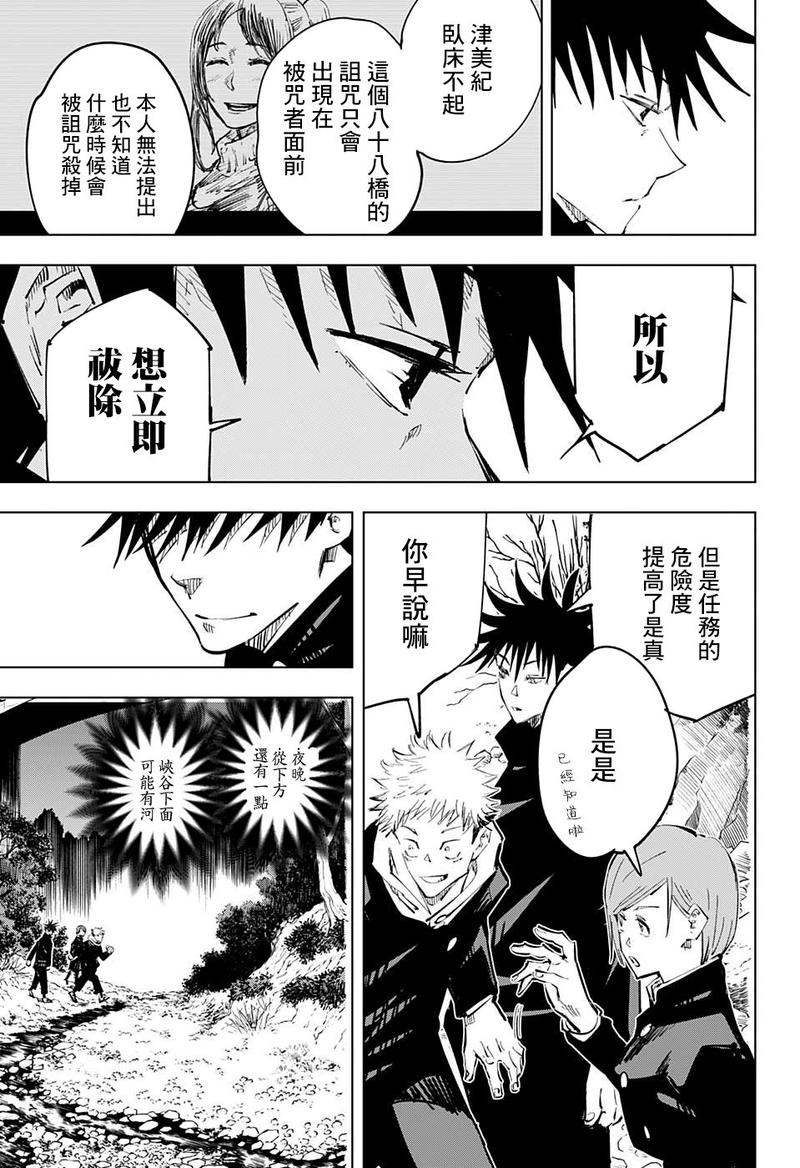 津美紀
臥床不起
這個八十八橋的
詛咒只會
出現在
被咒者面前
本人無法提出
也不知道
什麼時候會
被詛咒殺掉
所以
想立即
祓除
但是任務的
危險度
提高了是真
是是
已經知道啦
你早說嘛
夜晚
從下方
還有一點
峽谷下面
可能有河